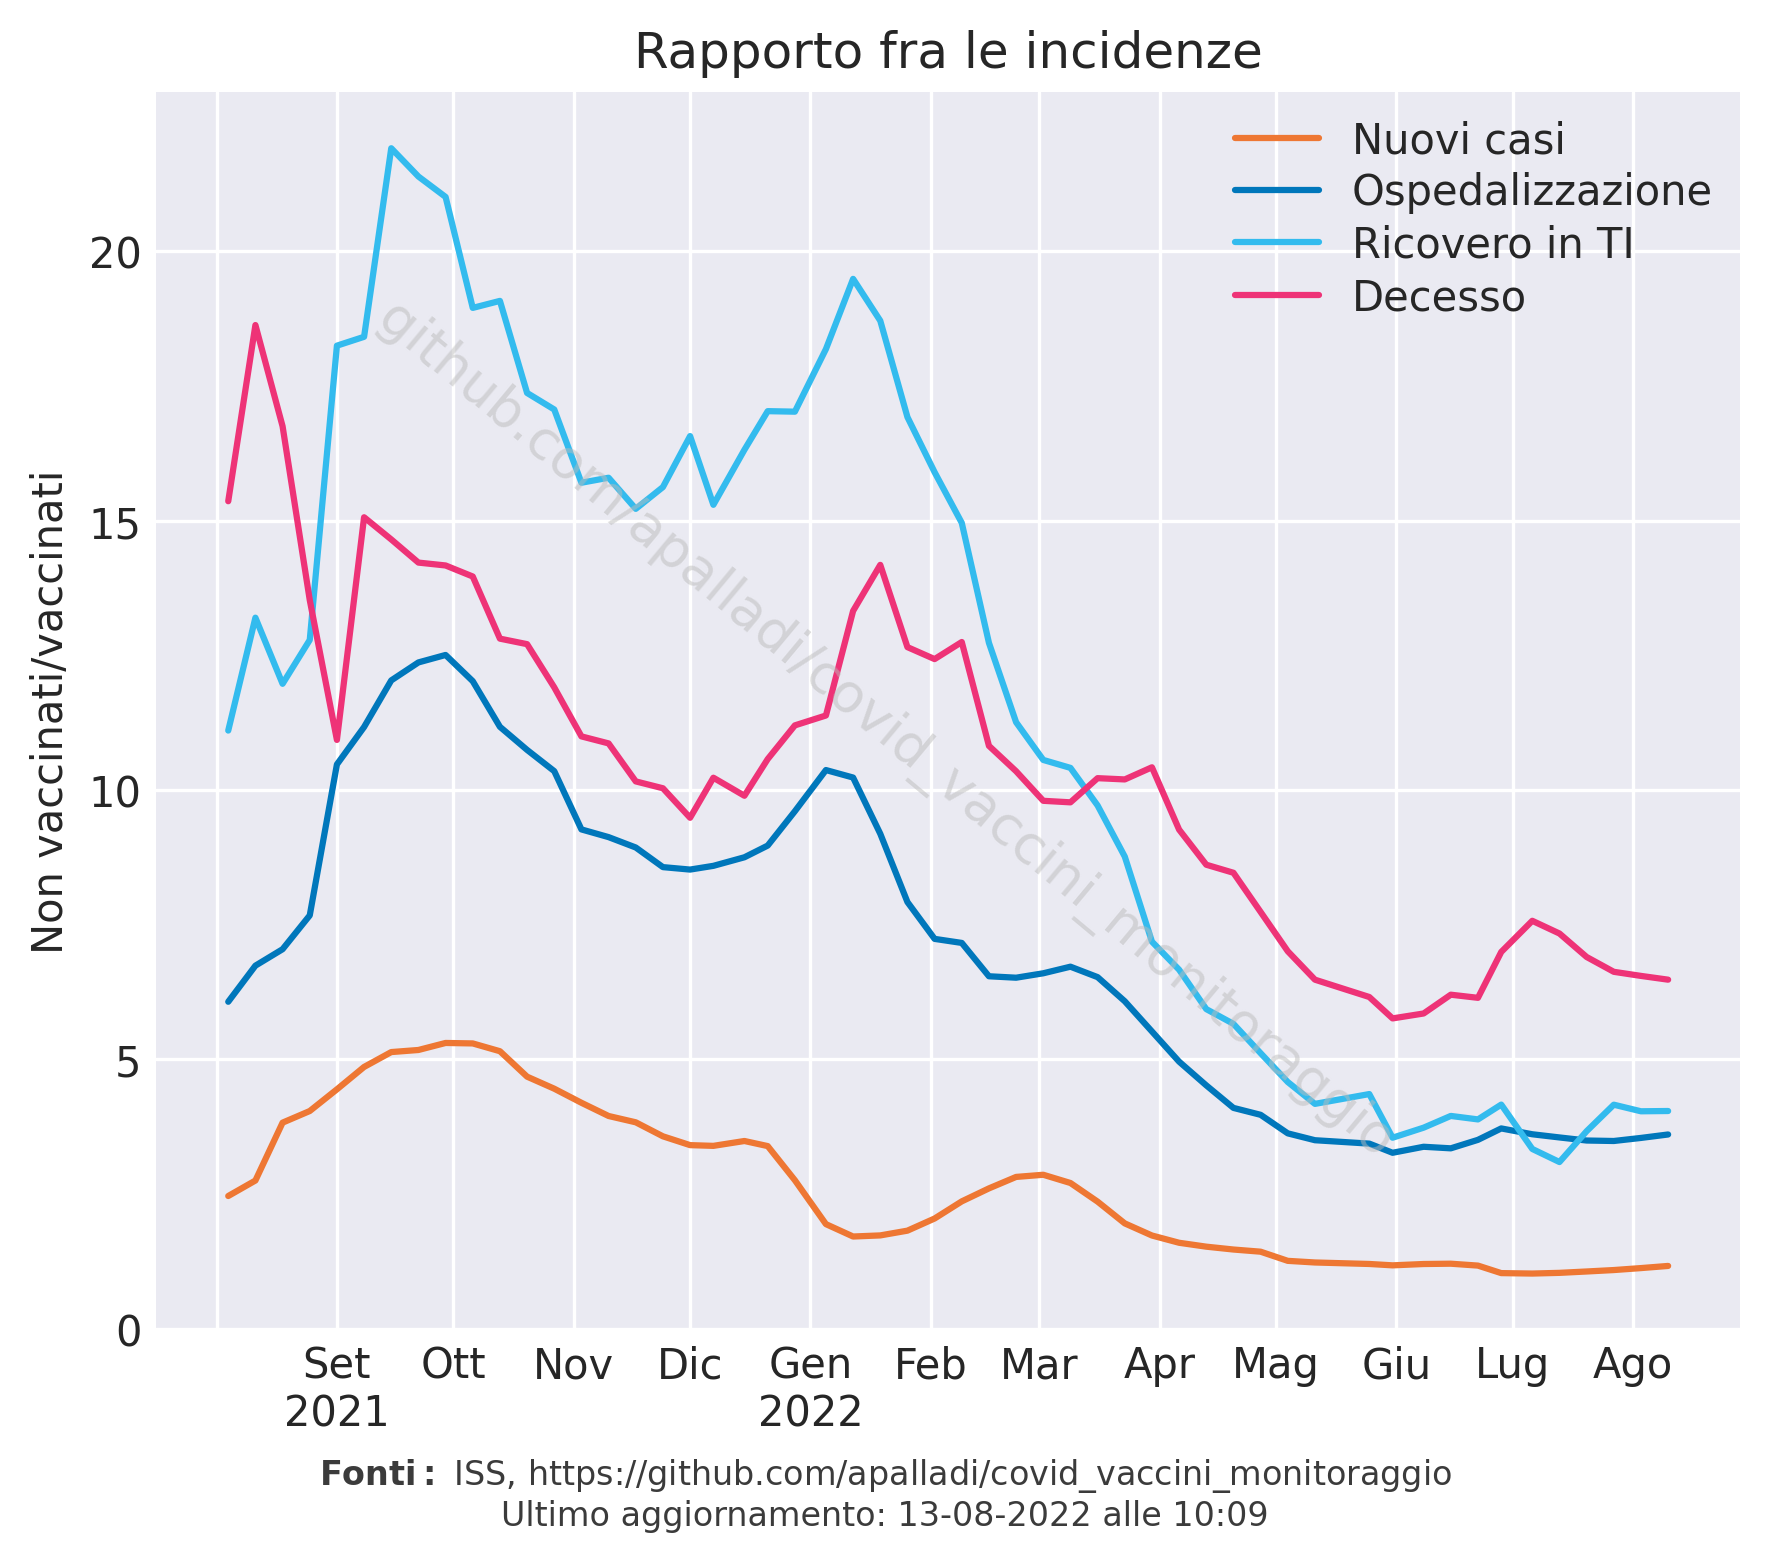 Rapporto fra le incidenze
Nuovi casi
Ospedalizzazione
Ricovero in TI
Decesso
Non vaccinati/vaccinati
20
15
10
5
0
github.com/apalladi/covid_vaccini_monitoraggio
Set Ott Nov Dic Gen Feb Mar Apr Mag Giu Lug Ago
2021 2022
Fonti: ISS, https://github.com/apalladi/covid_vaccini_monitoraggio
Ultimo aggiornamento: 13-08-2022 alle 10:09